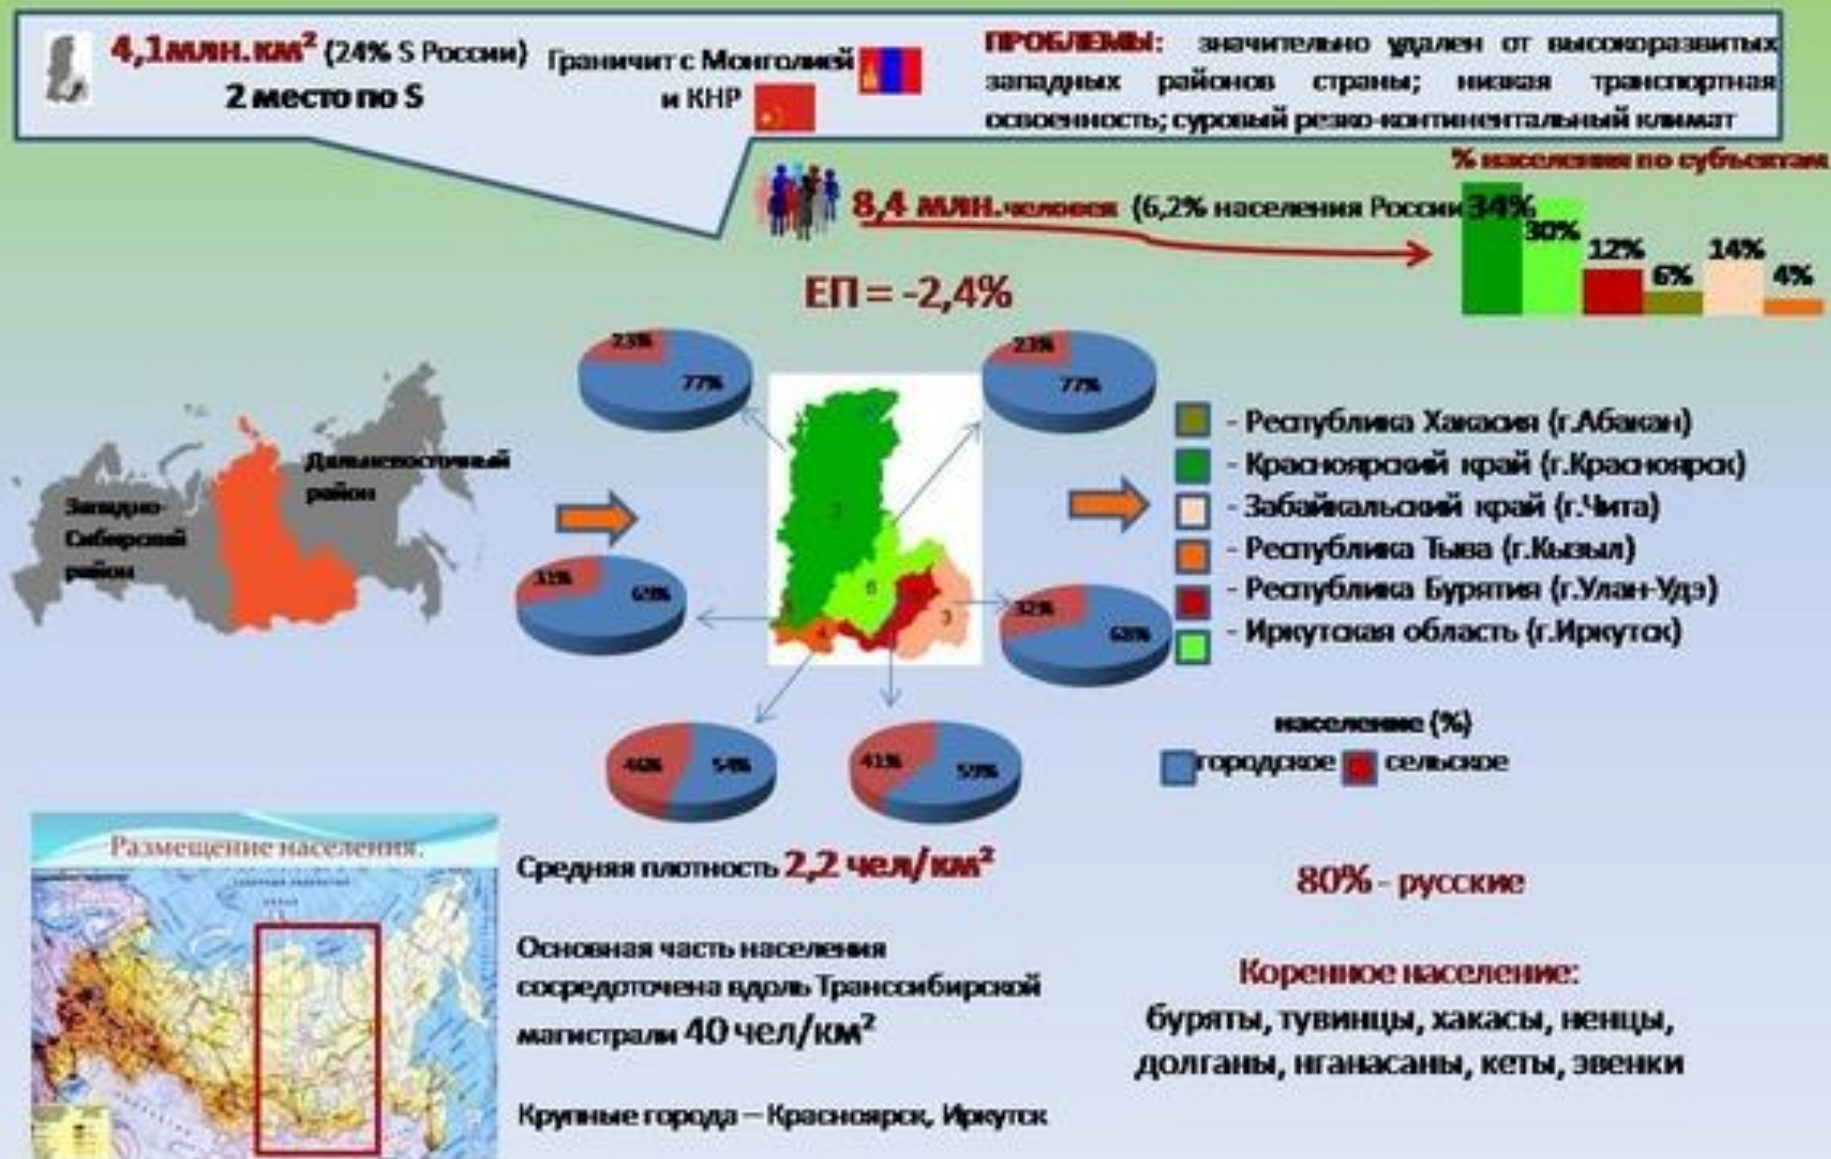 4,1млн.км² (24% S России)
2 место по S
Граничит с Монголией
и КНР
ПРОБЛЕМЫ: значительно удален от высокоразвитых
западных районов страны; низкая транспортная
освоенность; суровый резко-континентальный климат
% населения по субъектам
8,4 млн.человек (6,2% населения России
34%
30%
12%
6%
14%
4%
ЕП = -2,4%
23%
77%
23%
77%
Дальневосточный
район
Западно-
Сибирский
район
31%
69%
32%
68%
46%
54%
41%
59%
6
4
3
- Республика Хакасия (г.Абакан)
- Красноярский край (г.Красноярск)
- Забайкальский край (г.Чита)
- Республика Тыва (г.Кызыл)
- Республика Бурятия (г.Улан-Удэ)
- Иркутская область (г.Иркутск)
население (%)
городское сельское
Размещение населения.
Средняя плотность 2,2 чел/км²
Основная часть населения
сосредоточена вдоль Транссибирской
магистрали 40 чел/км²
Крупные города – Красноярск, Иркутск
80% - русские
Коренное население:
буряты, тувинцы, хакасы, ненцы,
долганы, нганасаны, кеты, эвенки